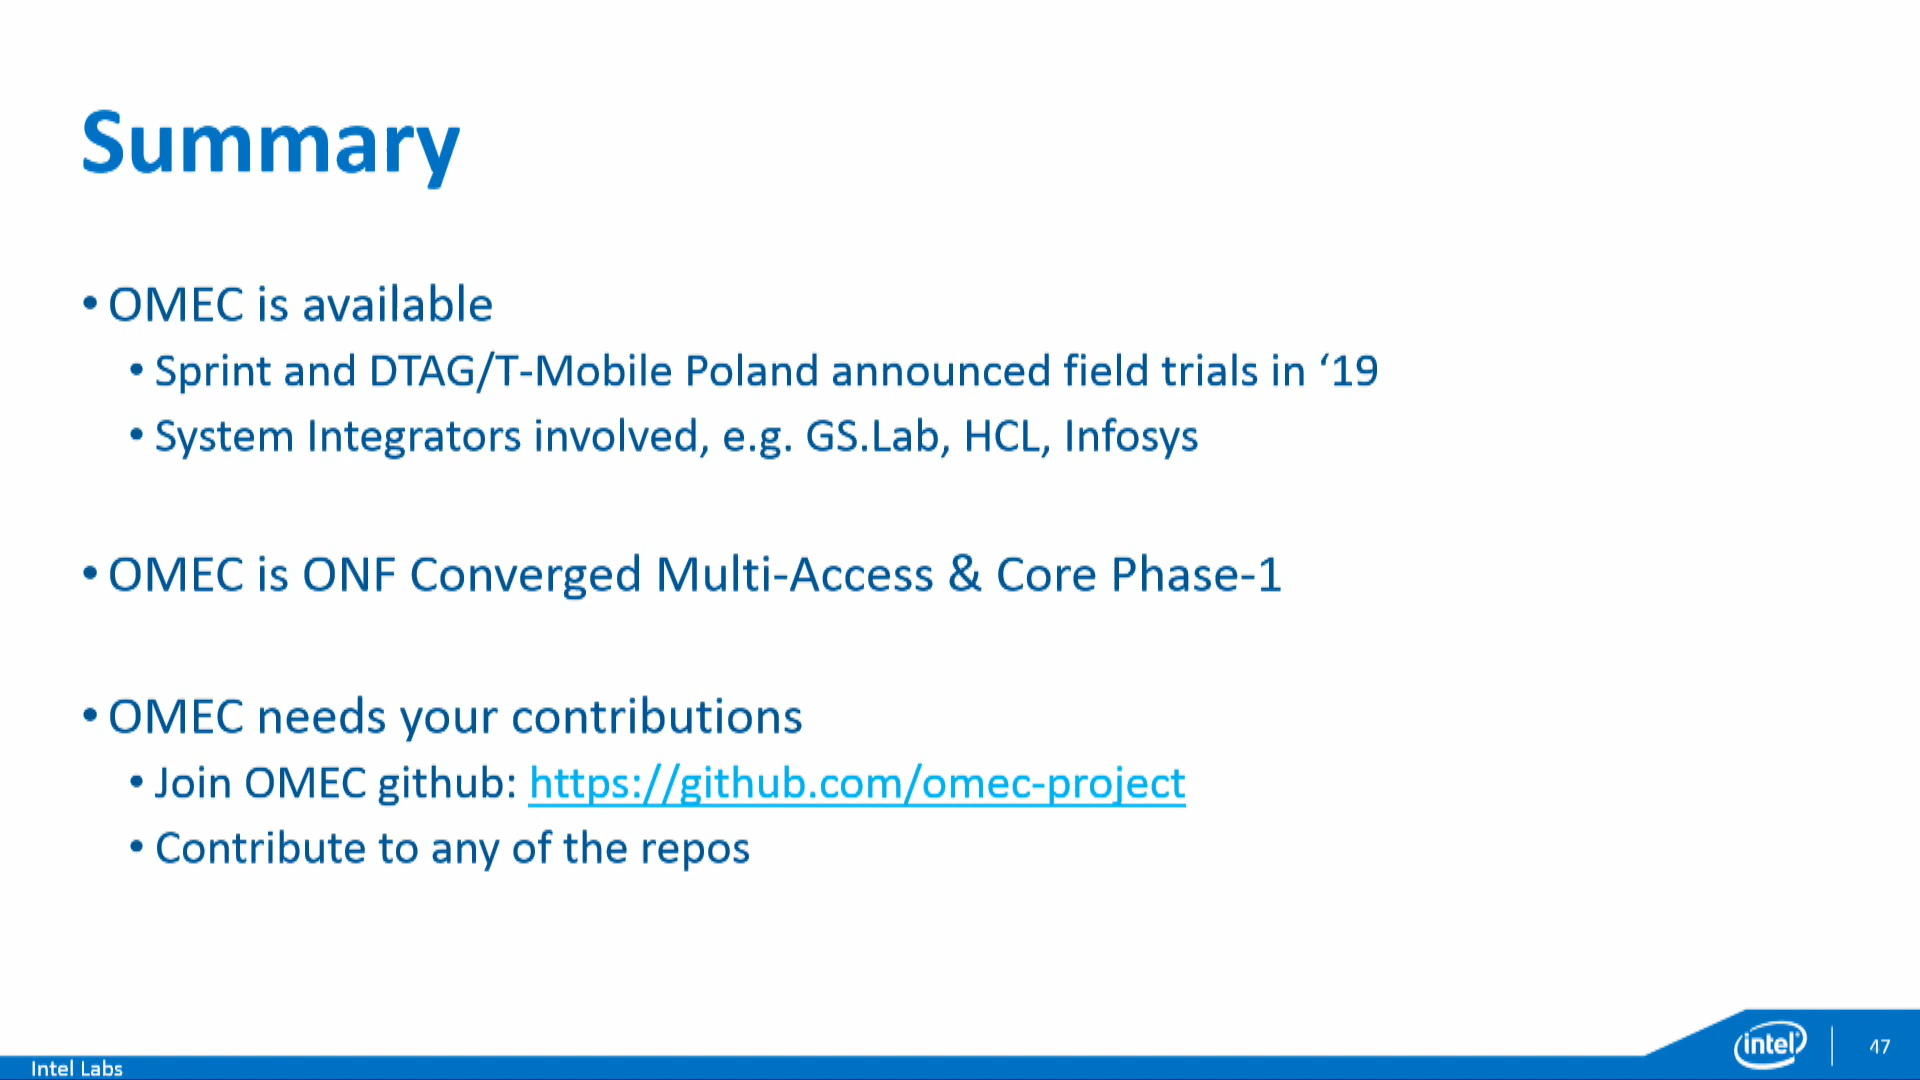 Summary
• OMEC is available
• Sprint and DTAG/T-Mobile Poland announced field trials in ‘19
• System Integrators involved, e.g. GS.Lab, HCL, Infosys
• OMEC is ONF Converged Multi-Access & Core Phase-1
• OMEC needs your contributions
• Join OMEC github: https://github.com/omec-project
• Contribute to any of the repos
Intel Labs
intel
47